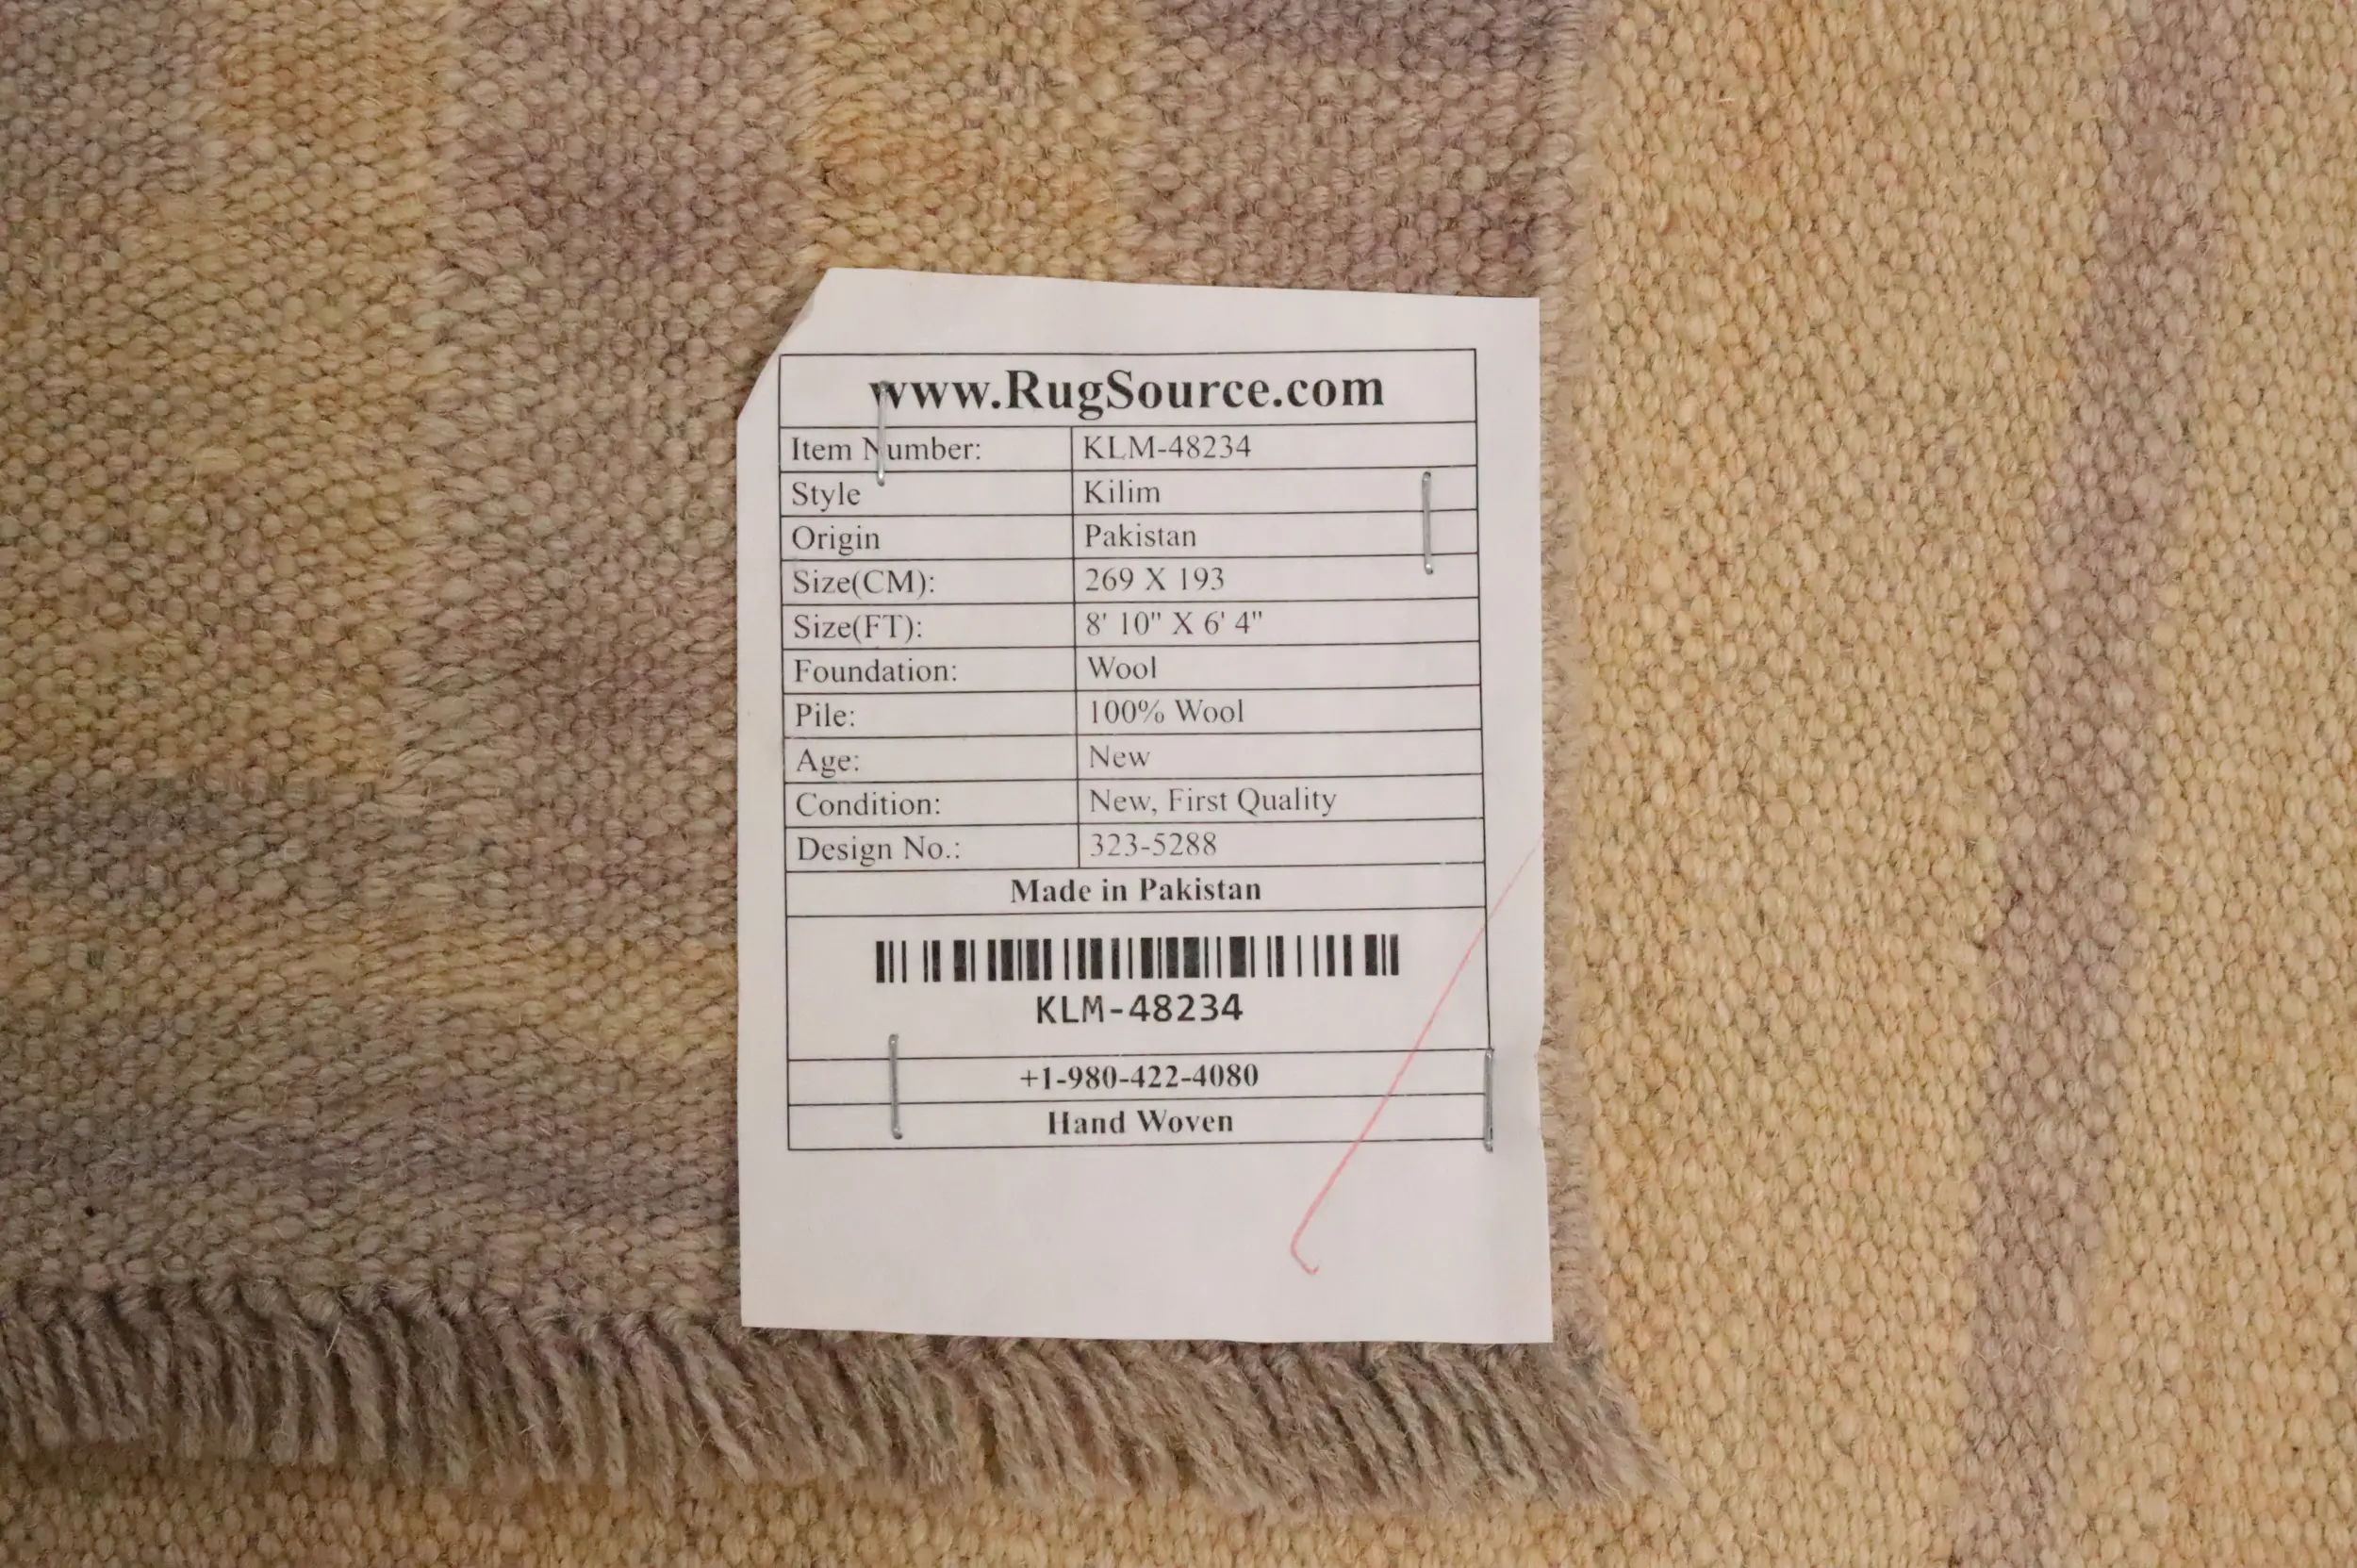 www.RugSource.com
Item Number: KLM-48234
Style Kilim
Origin Pakistan
Size(CM): 269 X 193
Size(FT): 8' 10" X 6' 4"
Foundation: Wool
Pile: 100% Wool
Age: New
Condition: New, First Quality
Design No.: 323-5288
Made in Pakistan
KLM-48234
+1-980-422-4080
Hand Woven